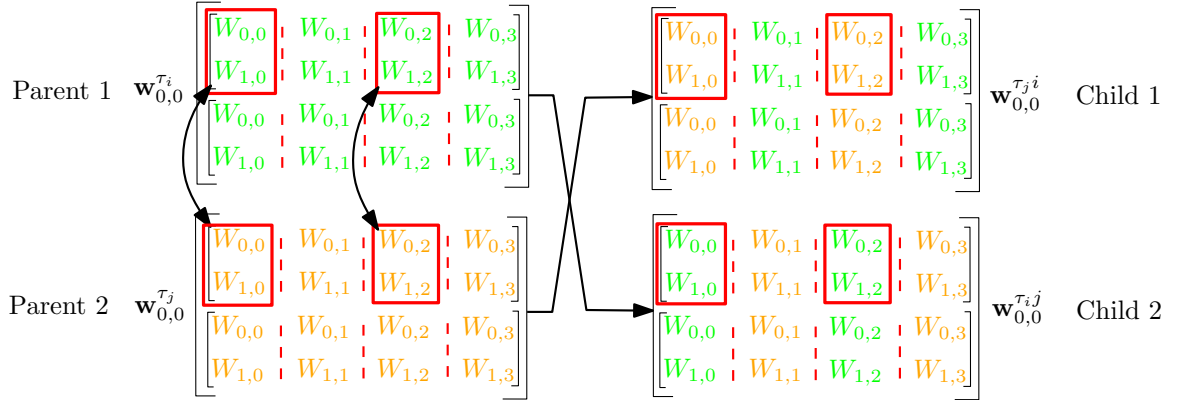 W_{0,0} W_{0,1} W_{0,2} W_{0,3} W_{0,0} W_{0,1} W_{0,2} W_{0,3}
W_{1,0} W_{1,1} W_{1,2} W_{1,3} W_{1,0} W_{1,1} W_{1,2} W_{1,3}
Parent 1 \mathbf{w}_{0,0}^{\tau_i} \mathbf{w}_{0,0}^{\tau_j i} Child 1
W_{0,0} W_{0,1} W_{0,2} W_{0,3} W_{0,0} W_{0,1} W_{0,2} W_{0,3}
W_{1,0} W_{1,1} W_{1,2} W_{1,3} W_{1,0} W_{1,1} W_{1,2} W_{1,3}
W_{0,0} W_{0,1} W_{0,2} W_{0,3} W_{0,0} W_{0,1} W_{0,2} W_{0,3}
W_{1,0} W_{1,1} W_{1,2} W_{1,3} W_{1,0} W_{1,1} W_{1,2} W_{1,3}
Parent 2 \mathbf{w}_{0,0}^{\tau_j} \mathbf{w}_{0,0}^{\tau_i j} Child 2
W_{0,0} W_{0,1} W_{0,2} W_{0,3} W_{0,0} W_{0,1} W_{0,2} W_{0,3}
W_{1,0} W_{1,1} W_{1,2} W_{1,3} W_{1,0} W_{1,1} W_{1,2} W_{1,3}